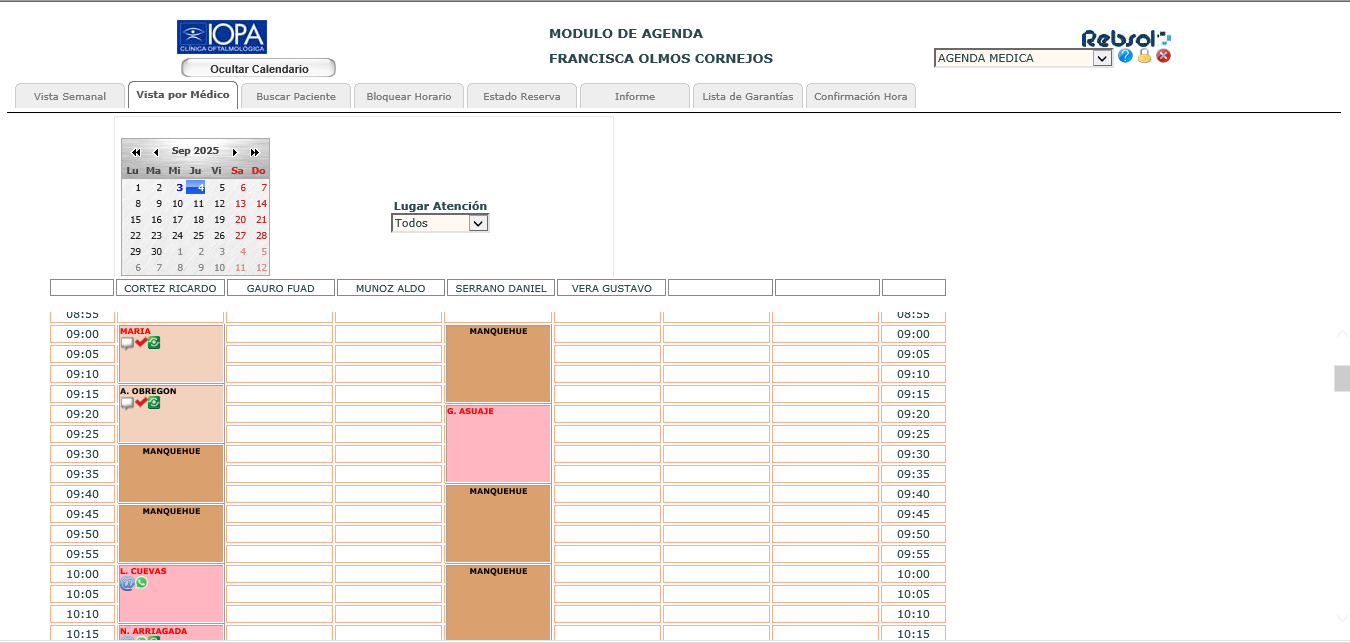 IOPA
CLÍNICA OFTALMOLÓGICA
MODULO DE AGENDA
FRANCISCA OLMOS CORNEJOS
Rebsol
AGENDA MEDICA
Ocultar Calendario
Vista Semanal Vista por Médico Buscar Paciente Bloquear Horario Estado Reserva Informe Lista de Garantías Confirmación Hora
Sep 2025
Lu Ma Mi Ju Vi Sa Do
1 2 3 4 5 6 7
8 9 10 11 12 13 14
15 16 17 18 19 20 21
22 23 24 25 26 27 28
29 30 1 2 3 4 5
6 7 8 9 10 11 12
Lugar Atención
Todos
CORTEZ RICARDO GAURO FUAD MUNOZ ALDO SERRANO DANIEL VERA GUSTAVO
08:55 08:55
09:00 MARIA MANQUEHUE 09:00
09:05 09:05
09:10 09:10
09:15 A. OBREGON 09:15
09:20 G. ASUAJE 09:20
09:25 09:25
09:30 MANQUEHUE 09:30
09:35 09:35
09:40 MANQUEHUE 09:40
09:45 MANQUEHUE 09:45
09:50 09:50
09:55 09:55
10:00 L. CUEVAS MANQUEHUE 10:00
10:05 10:05
10:10 10:10
10:15 N. ARRIAGADA 10:15